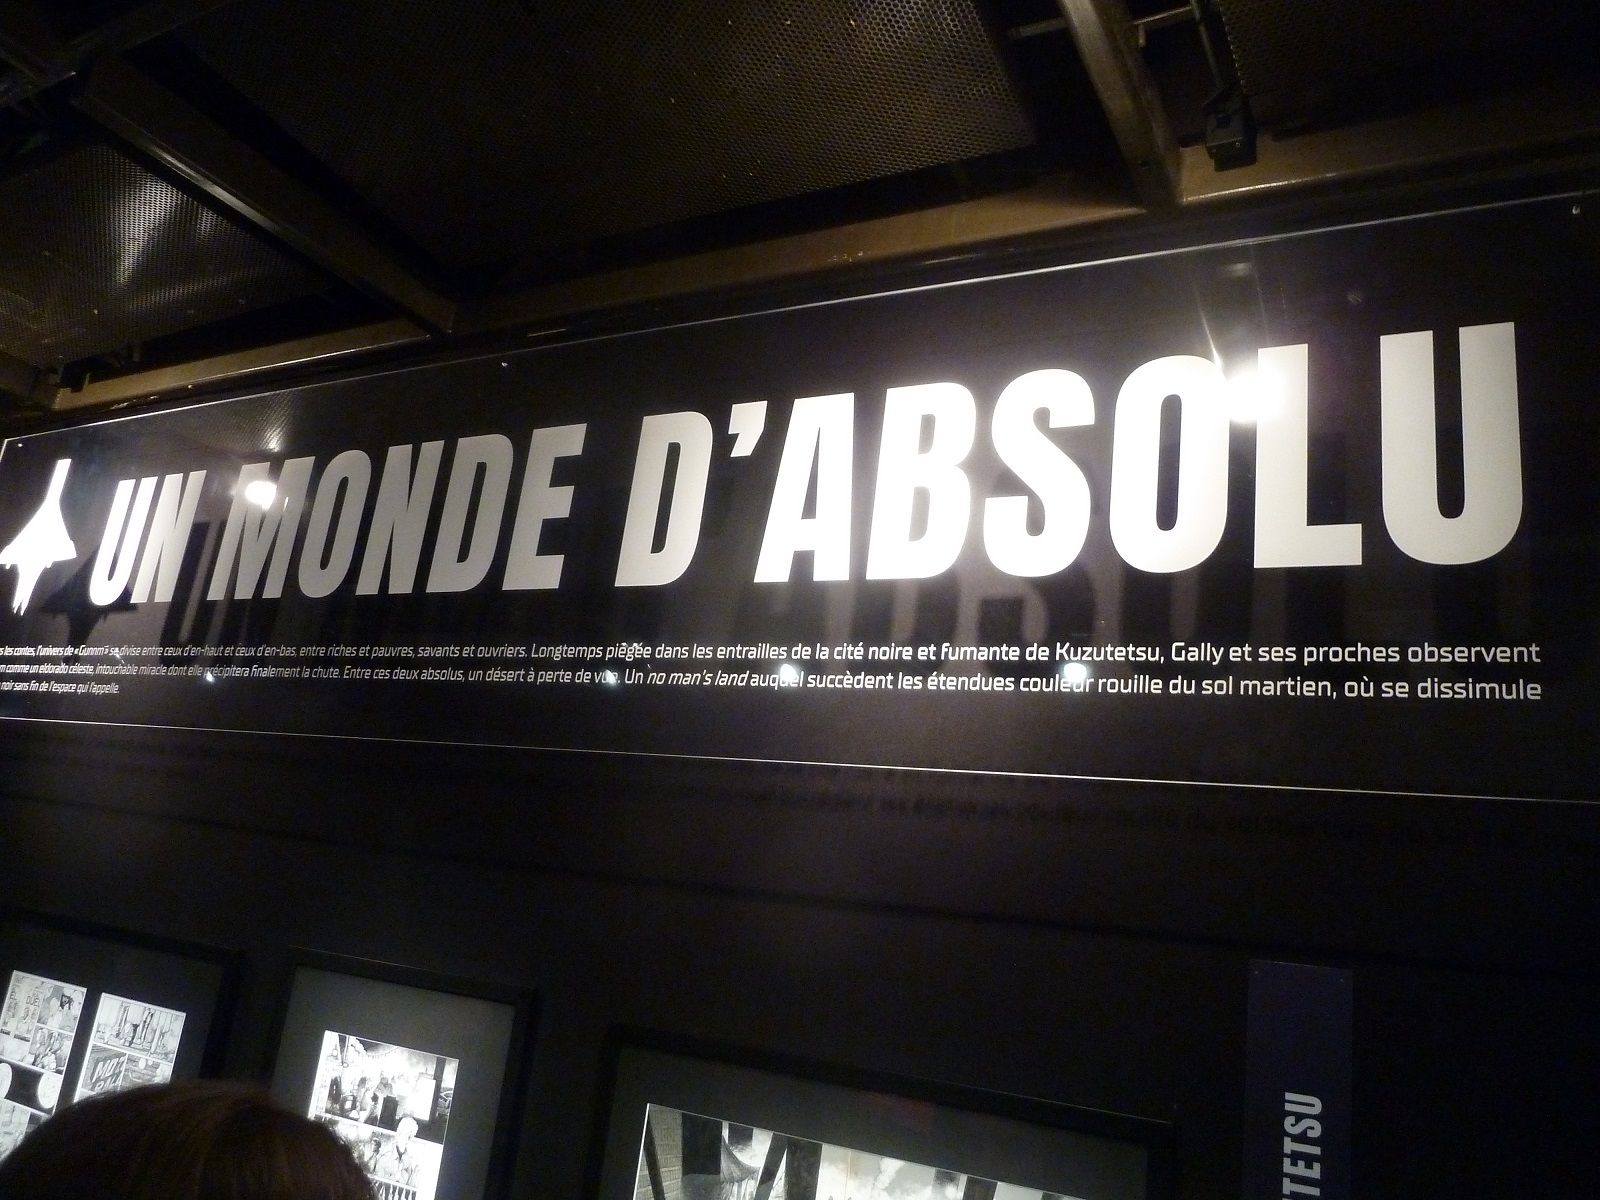 UN MONDE D'ABSOLU
les contes, l'univers de « Gunnm » se divise entre ceux d'en-haut et ceux d'en-bas, entre riches et pauvres, savants et ouvriers. Longtemps piégée dans les entrailles de la cité noire et fumante de Kuzutetsu, Gally et ses proches observent
comme un eldorado céleste, intouchable miracle dont elle précipitera finalement la chute. Entre ces deux absolus, un désert à perte de vue. Un no man's land auquel succèdent les étendues couleur rouille du sol martien, où se dissimule
noir sans fin de l'espace qui l'appelle.
TETSU